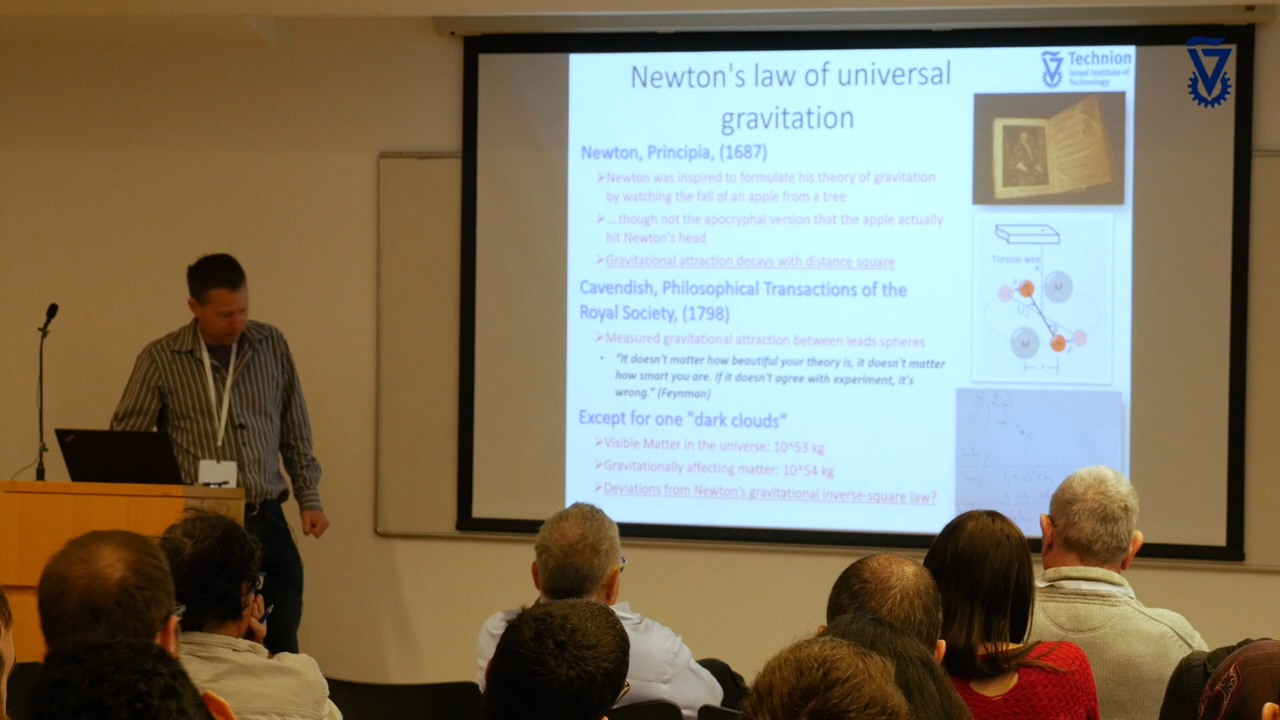 Newton's law of universal
gravitation
Technion
Israel Institute of
Technology
Newton, Principia, (1687)
➢Newton was inspired to formulate his theory of gravitation
by watching the fall of an apple from a tree
➢...though not the apocryphal version that the apple actually
hit Newton's head
➢Gravitational attraction decays with distance square
Torsion wire
M
M
r
Cavendish, Philosophical Transactions of the
Royal Society, (1798)
➢Measured gravitational attraction between leads spheres
• "It doesn't matter how beautiful your theory is, it doesn't matter
how smart you are. If it doesn't agree with experiment, it's
wrong." (Feynman)
Except for one "dark clouds"
➢Visible Matter in the universe: 10^53 kg
➢Gravitationally affecting matter: 10^54 kg
➢Deviations from Newton's gravitational inverse-square law?